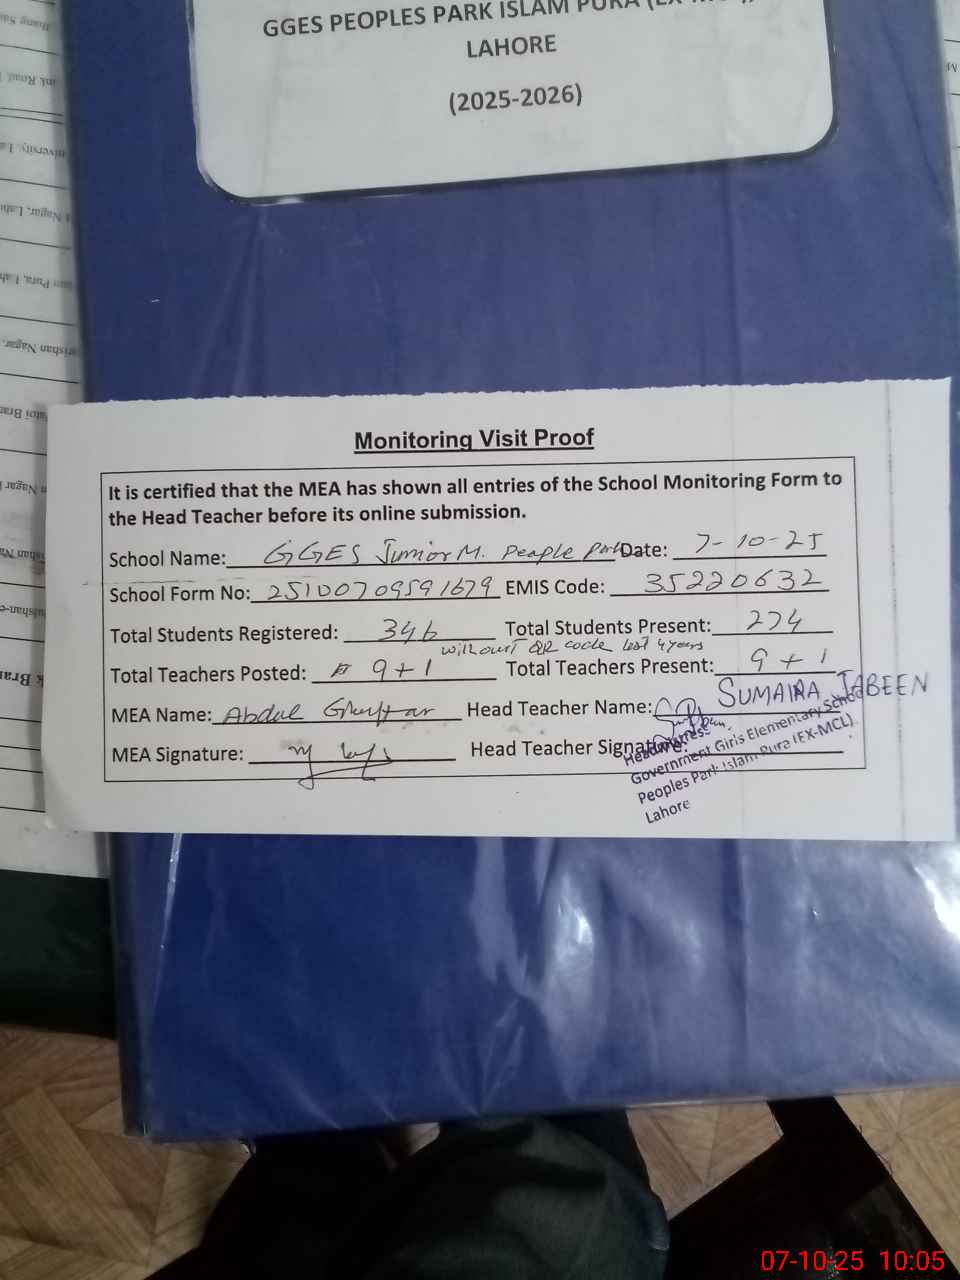 GGES PEOPLES PARK ISLAM PURA
LAHORE
(2025-2026)
Monitoring Visit Proof
It is certified that the MEA has shown all entries of the School Monitoring Form to
the Head Teacher before its online submission.
School Name: GGES Junior M. Peaple Park Date: 7-10-25
School Form No: 25100709591679 EMIS Code: 35220632
Total Students Registered: 346 Total Students Present: 274
without QR code last 4 years
Total Teachers Posted: 9+1 Total Teachers Present: 9+1
MEA Name: Abdul Ghaffar Head Teacher Name: SUMAIRA JABEEN
MEA Signature: Head Teacher Signature:
Headmistress
Government Girls Elementary School
Peoples Park Islam Pura (EX-MCL)
Lahore
07-10-25 10:05